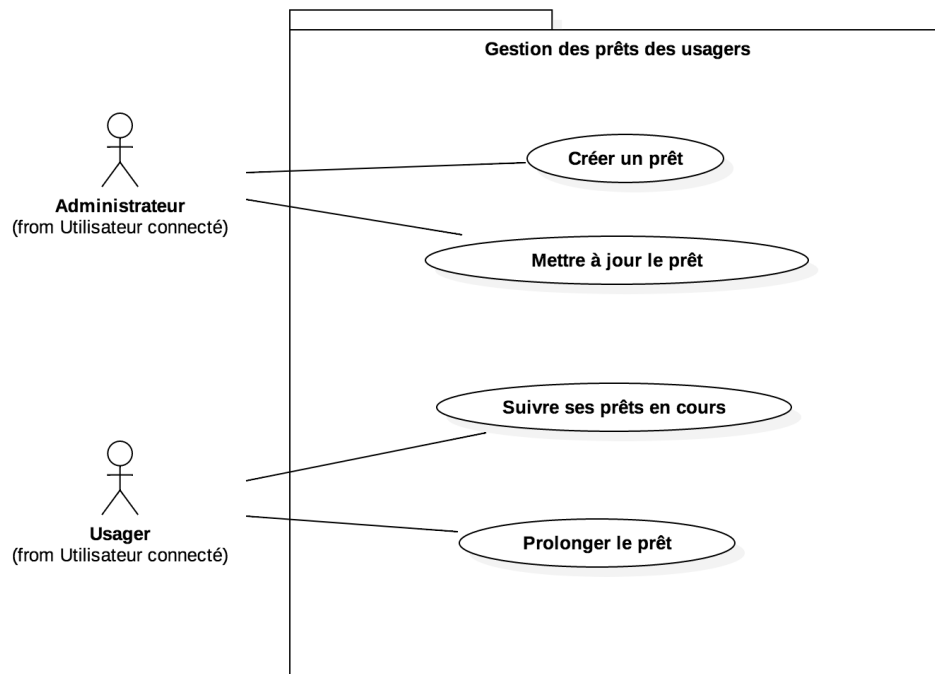 Gestion des prêts des usagers
Créer un prêt
Administrateur
(from Utilisateur connecté)
Mettre à jour le prêt
Suivre ses prêts en cours
Usager
(from Utilisateur connecté)
Prolonger le prêt